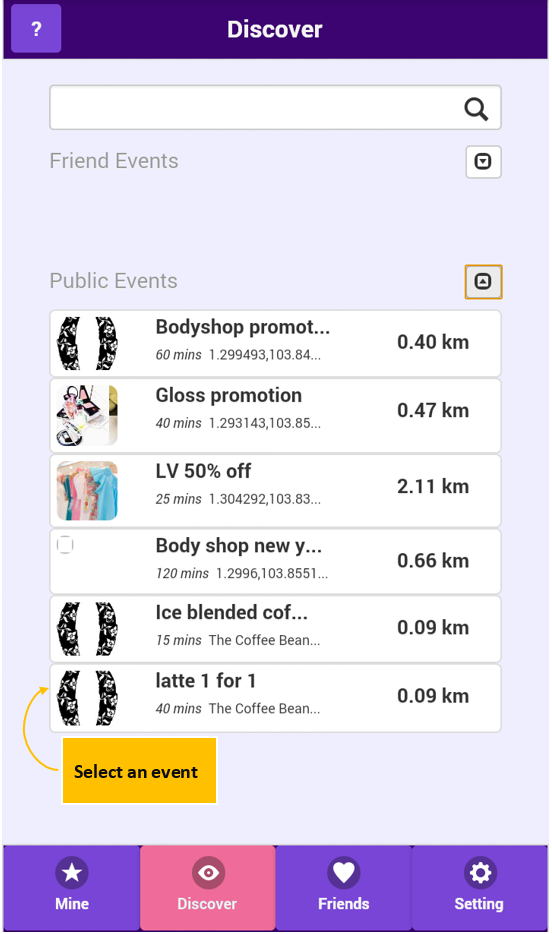 ?
Discover
Friend Events
Public Events
Bodyshop promot...
60 mins 1.299493,103.84...
0.40 km
Gloss promotion
40 mins 1.293143,103.85...
0.47 km
LV 50% off
25 mins 1.304292,103.83...
2.11 km
Body shop new y...
120 mins 1.2996,103.8551...
0.66 km
Ice blended cof...
15 mins The Coffee Bean...
0.09 km
latte 1 for 1
40 mins The Coffee Bean...
0.09 km
Select an event
Mine
Discover
Friends
Setting